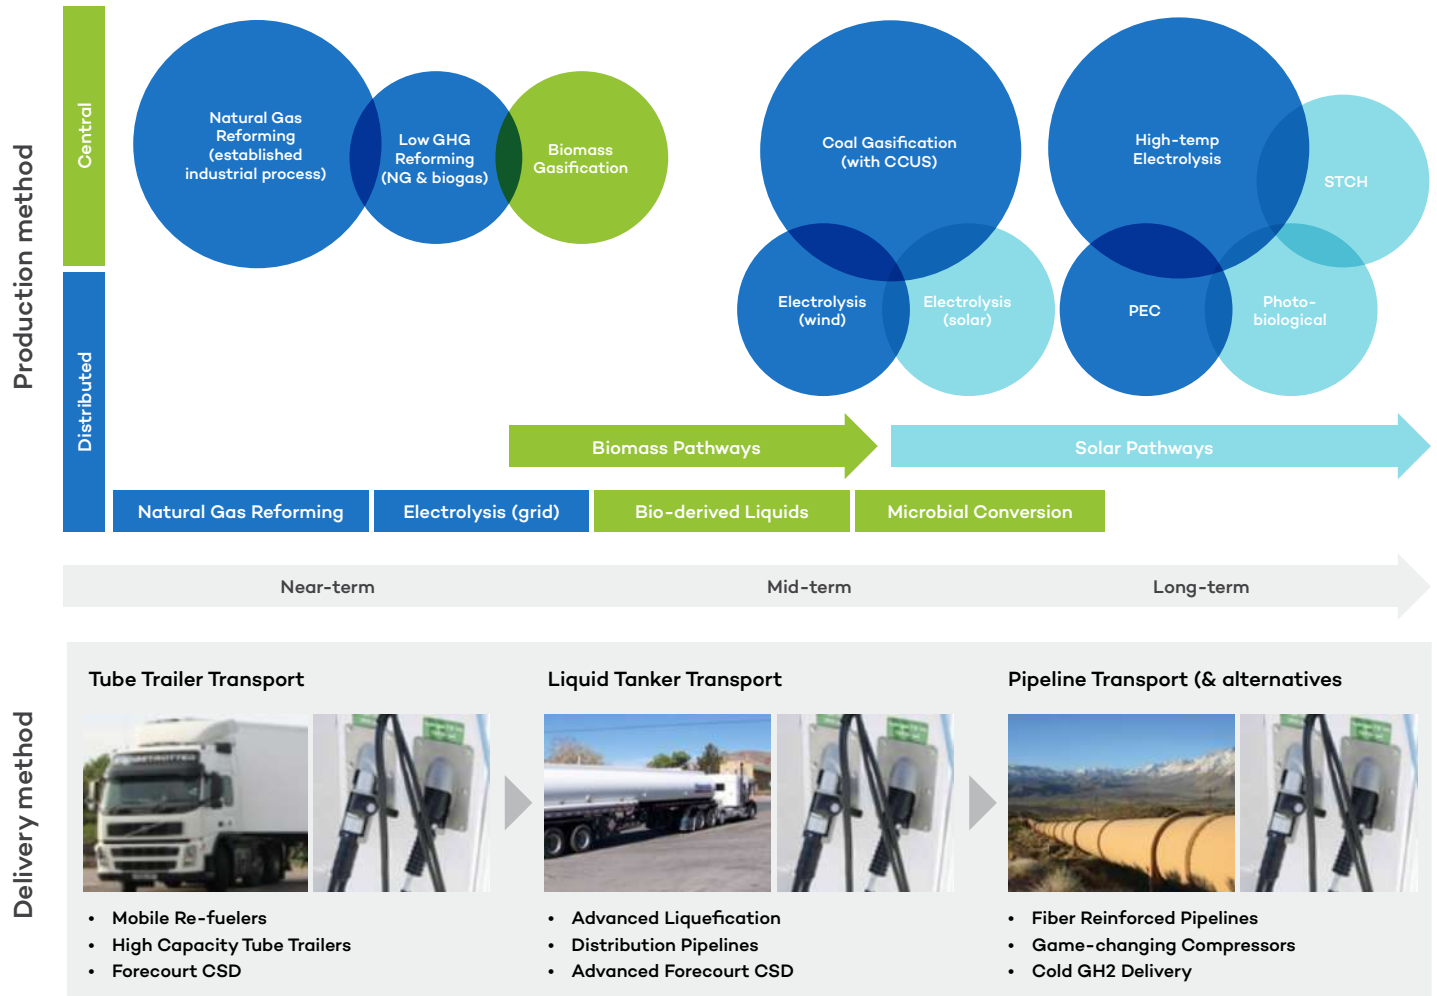 Production method
Central
Distributed
Natural Gas
Reforming
(established
industrial process)
Low GHG
Reforming
(NG & biogas)
Biomass
Gasification
Coal Gasification
(with CCUS)
High-temp
Electrolysis
STCH
Electrolysis
(wind)
Electrolysis
(solar)
PEC
Photo-
biological
Biomass Pathways
Solar Pathways
Natural Gas Reforming
Electrolysis (grid)
Bio-derived Liquids
Microbial Conversion
Near-term
Mid-term
Long-term
Delivery method
Tube Trailer Transport
Liquid Tanker Transport
Pipeline Transport (& alternatives
• Mobile Re-fuelers
• High Capacity Tube Trailers
• Forecourt CSD
• Advanced Liquefication
• Distribution Pipelines
• Advanced Forecourt CSD
• Fiber Reinforced Pipelines
• Game-changing Compressors
• Cold GH2 Delivery